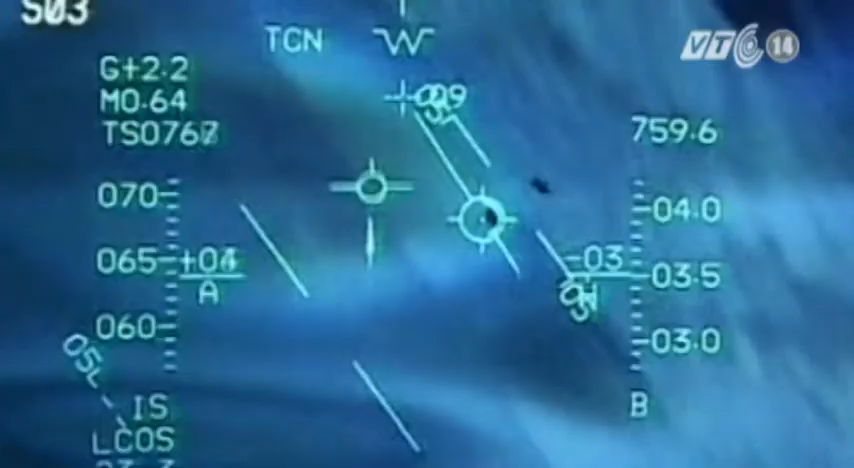 S03
VTC 14
TCN
W
G+2.2
M0.64
TS0767
759.6
070
065
060
+04
A
04.0
03.5
03.0
-03
05L
IS
LCOS
B